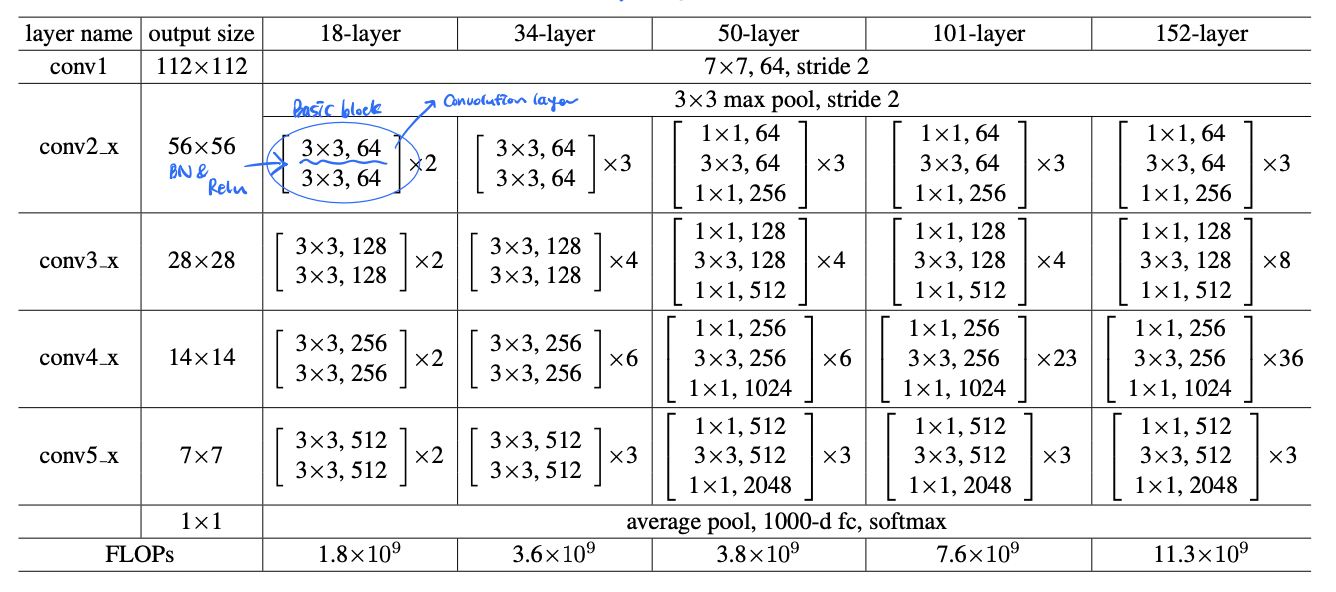 layer name output size 18-layer 34-layer 50-layer 101-layer 152-layer
conv1 112×112 7×7, 64, stride 2
3×3 max pool, stride 2
Basic block Convolution layer
conv2_x 56×56 [3×3, 64 3×3, 64]×2 [3×3, 64 3×3, 64]×3 [1×1, 64 3×3, 64 1×1, 256]×3 [1×1, 64 3×3, 64 1×1, 256]×3 [1×1, 64 3×3, 64 1×1, 256]×3
BN &
Relu
conv3_x 28×28 [3×3, 128 3×3, 128]×2 [3×3, 128 3×3, 128]×4 [1×1, 128 3×3, 128 1×1, 512]×4 [1×1, 128 3×3, 128 1×1, 512]×4 [1×1, 128 3×3, 128 1×1, 512]×8
conv4_x 14×14 [3×3, 256 3×3, 256]×2 [3×3, 256 3×3, 256]×6 [1×1, 256 3×3, 256 1×1, 1024]×6 [1×1, 256 3×3, 256 1×1, 1024]×23 [1×1, 256 3×3, 256 1×1, 1024]×36
conv5_x 7×7 [3×3, 512 3×3, 512]×2 [3×3, 512 3×3, 512]×3 [1×1, 512 3×3, 512 1×1, 2048]×3 [1×1, 512 3×3, 512 1×1, 2048]×3 [1×1, 512 3×3, 512 1×1, 2048]×3
1×1 average pool, 1000-d fc, softmax
FLOPs 1.8×10⁹ 3.6×10⁹ 3.8×10⁹ 7.6×10⁹ 11.3×10⁹